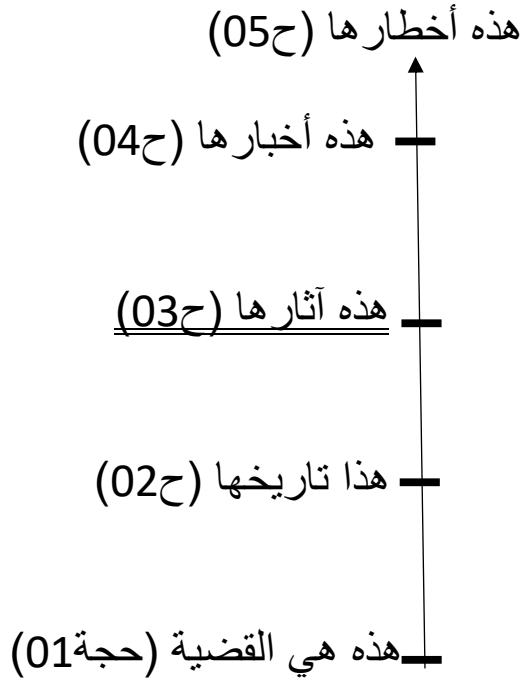 هذه أخطارها (ح05)
هذه أخبارها (ح04)
هذه آثارها (ح03)
هذا تاريخها (ح02)
هذه هي القضية (حجة01)